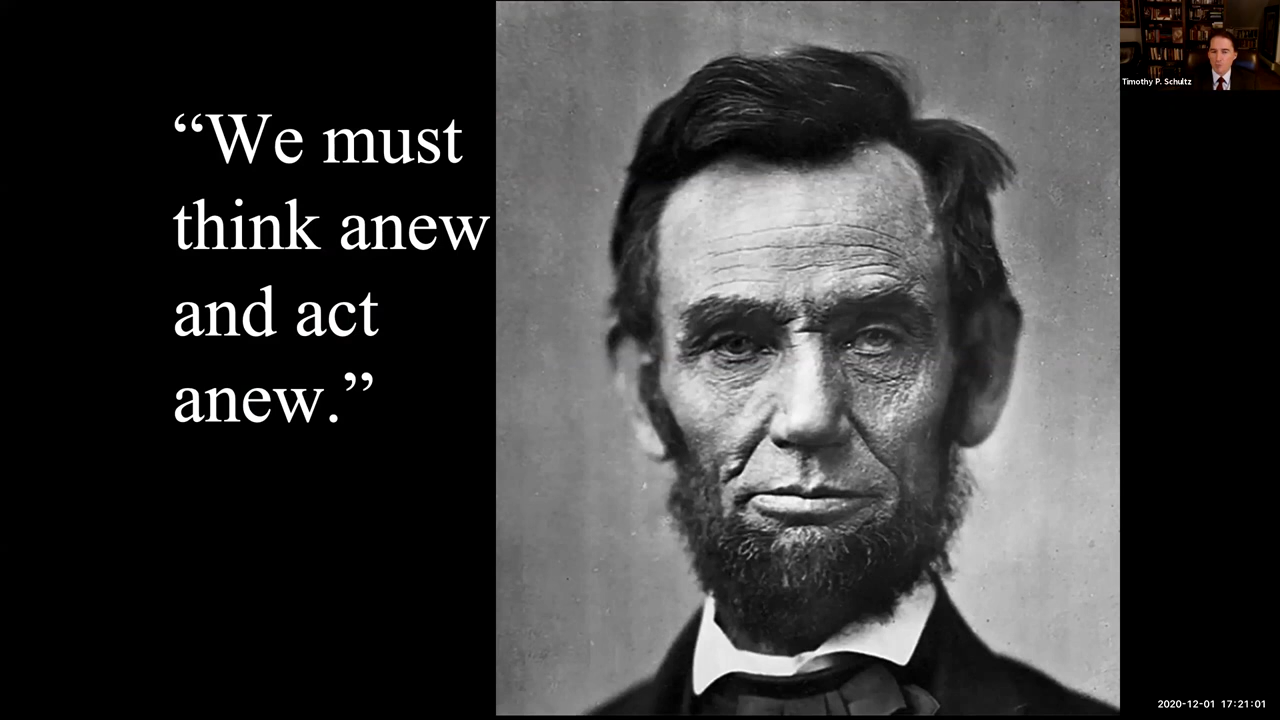 “We must
think anew
and act
anew.”
Timothy P. Schultz
2020-12-01 17:21:01